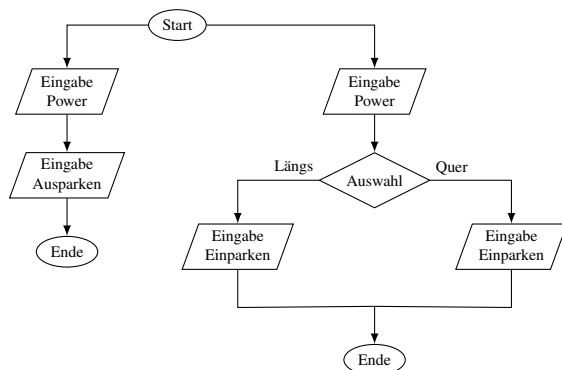 Start
Eingabe
Power
Eingabe
Power
Eingabe
Ausparken
Längs
Auswahl
Quer
Eingabe
Einparken
Eingabe
Einparken
Ende
Ende